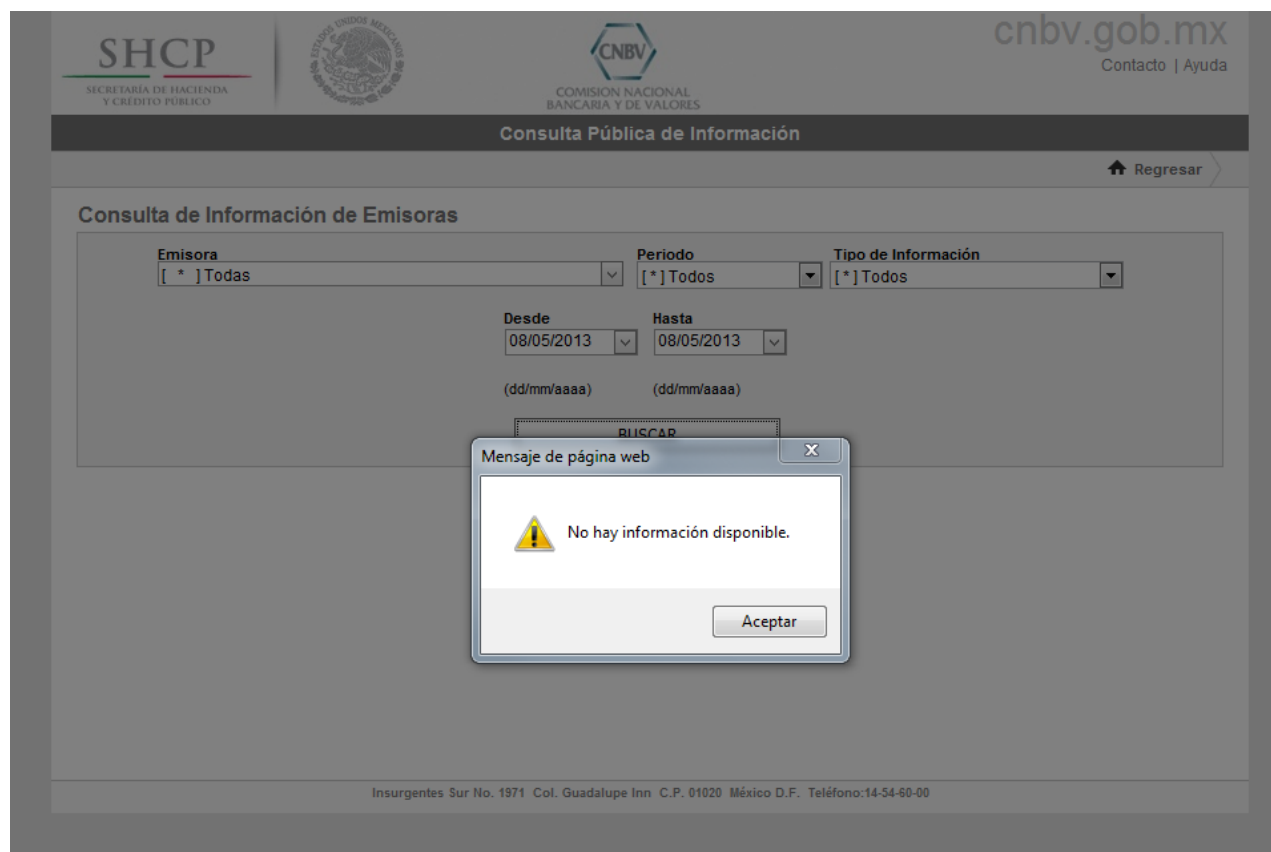 SHCP
SECRETARÍA DE HACIENDA
Y CRÉDITO PÚBLICO
ESTADOS UNIDOS MEXICANOS
CNBV
COMISION NACIONAL
BANCARIA Y DE VALORES
cnbv.gob.mx
Contacto | Ayuda
Consulta Pública de Información
Regresar
Consulta de Información de Emisoras
Emisora Periodo Tipo de Información
[ * ] Todas [*] Todos [*] Todos
Desde Hasta
08/05/2013 08/05/2013
(dd/mm/aaaa) (dd/mm/aaaa)
BUSCAR
Mensaje de página web
No hay información disponible.
Aceptar
Insurgentes Sur No. 1971 Col. Guadalupe Inn C.P. 01020 México D.F. Teléfono:14-54-60-00